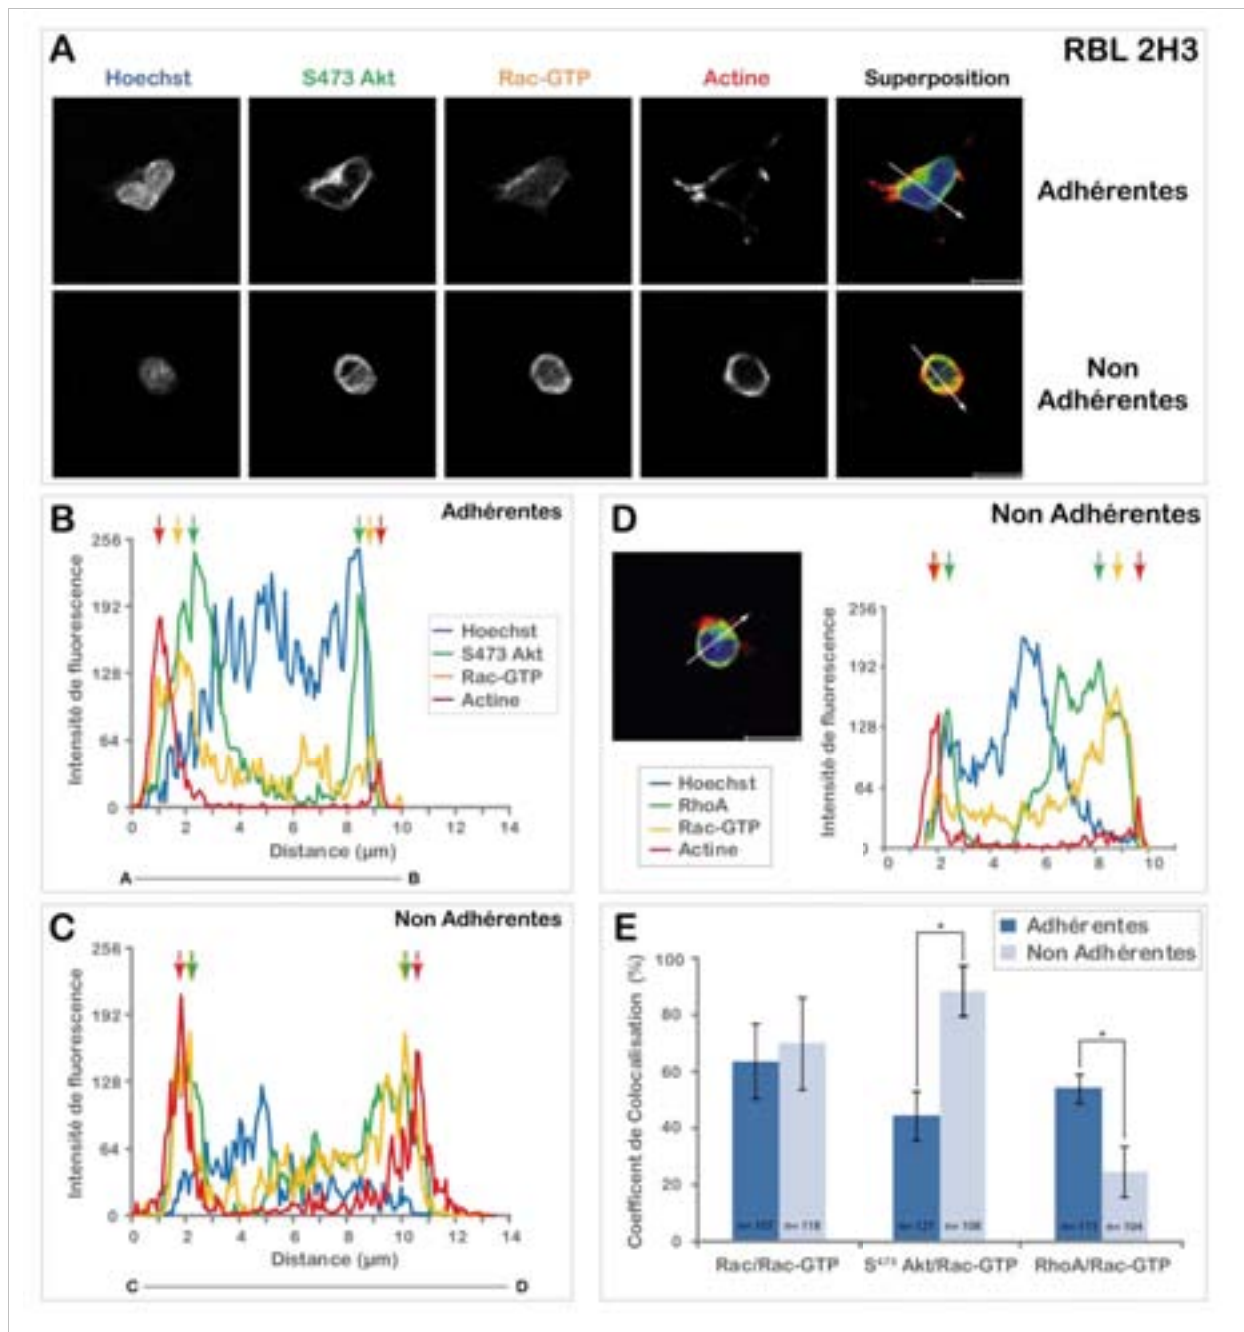 A
RBL 2H3
Hoechst
S473 Akt
Rac-GTP
Actine
Superposition
Adhérentes
Non
Adhérentes
B
Adhérentes
Intensité de fluorescence
256
192
128
64
0
0 2 4 6 8 10 12 14
Distance (µm)
A B
Hoechst
S473 Akt
Rac-GTP
Actine
D
Non Adhérentes
Hoechst
RhoA
Rac-GTP
Actine
Intensité de fluorescence
256
192
128
64
0
0 2 4 6 8 10
C
Non Adhérentes
Intensité de fluorescence
256
192
128
64
0
0 2 4 6 8 10 12 14
Distance (µm)
C D
E
Adhérentes
Non Adhérentes
Coefficent de Colocalisation (%)
100
80
60
40
20
0
n= 118 n= 104
Rac/Rac-GTP
S⁴⁷³ Akt/Rac-GTP
RhoA/Rac-GTP
* *